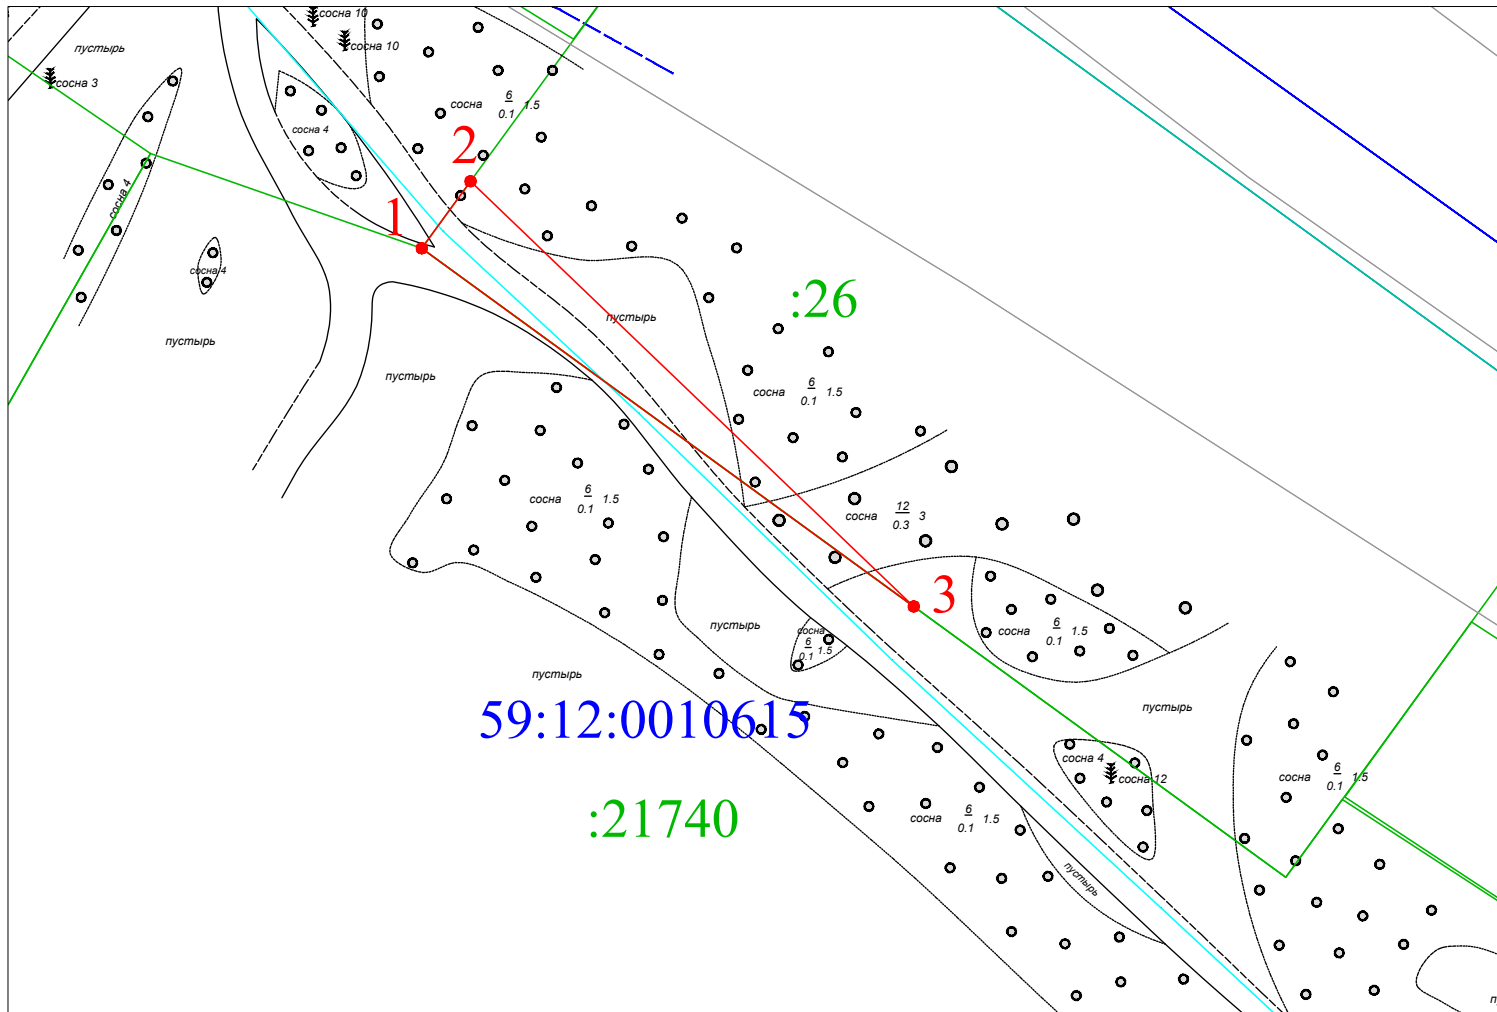 сосна 10
сосна 10
пустырь
сосна 3
сосна 6/0.1 1.5
сосна 4
2
сосна 4
1
сосна 4
:26
пустырь
пустырь
пустырь
сосна 6/0.1 1.5
сосна 6/0.1 1.5
сосна 12/0.3 3
3
пустырь
сосна 6/0.1 1.5
сосна 6/0.1 1.5
пустырь
59:12:0010615
пустырь
сосна 4
сосна 12
сосна 6/0.1 1.5
:21740
сосна 6/0.1 1.5
пустырь